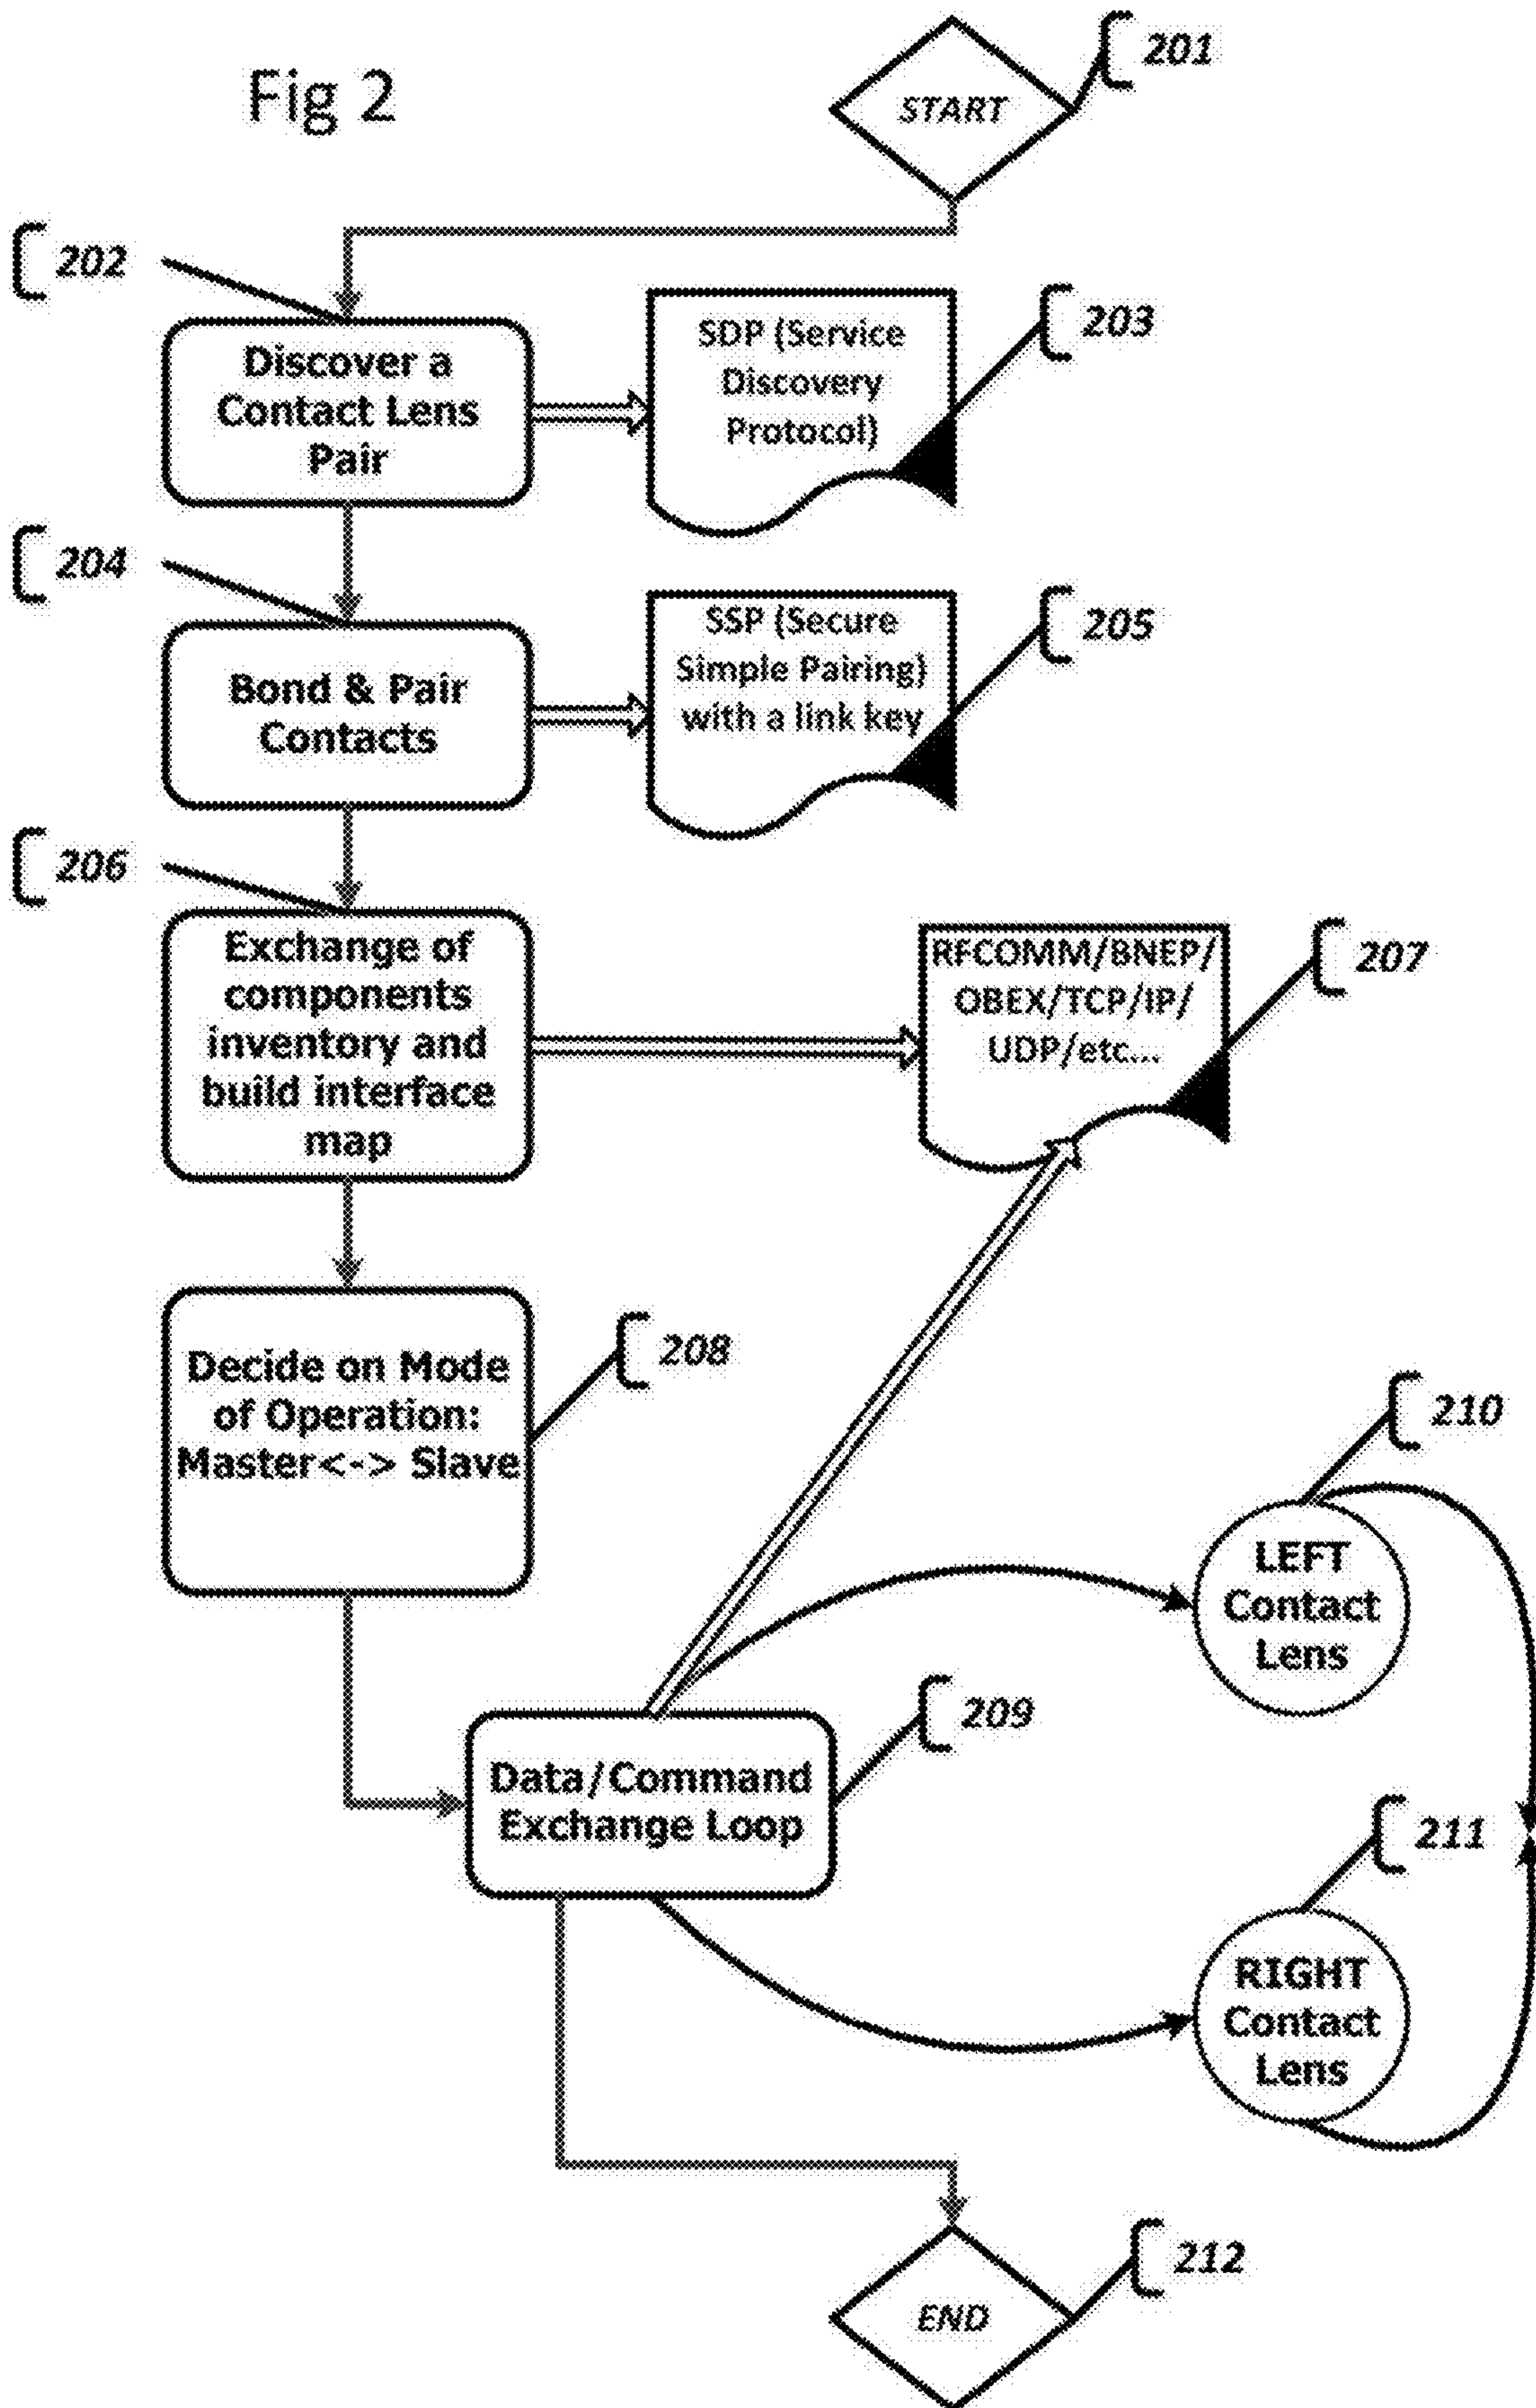 Fig 2
START
201
202
Discover a
Contact Lens
Pair
SDP (Service
Discovery
Protocol)
203
204
Bond & Pair
Contacts
SSP (Secure
Simple Pairing)
with a link key
205
206
Exchange of
components
inventory and
build interface
map
RFCOMM/BNEP/
OBEX/TCP/IP/
UDP/etc...
207
Decide on Mode
of Operation:
Master<-> Slave
208
210
LEFT
Contact
Lens
209
Data/Command
Exchange Loop
211
RIGHT
Contact
Lens
212
END